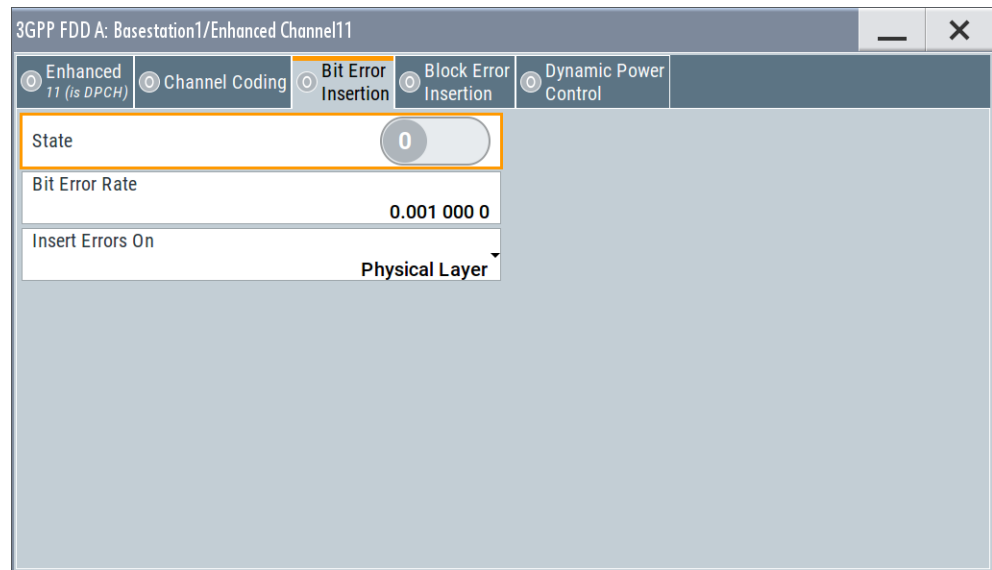 3GPP FDD A: Basestation1/Enhanced Channel11
Enhanced
11 (is DPCH)
Channel Coding
Bit Error
Insertion
Block Error
Insertion
Dynamic Power
Control
State
0
Bit Error Rate
0.001 000 0
Insert Errors On
Physical Layer